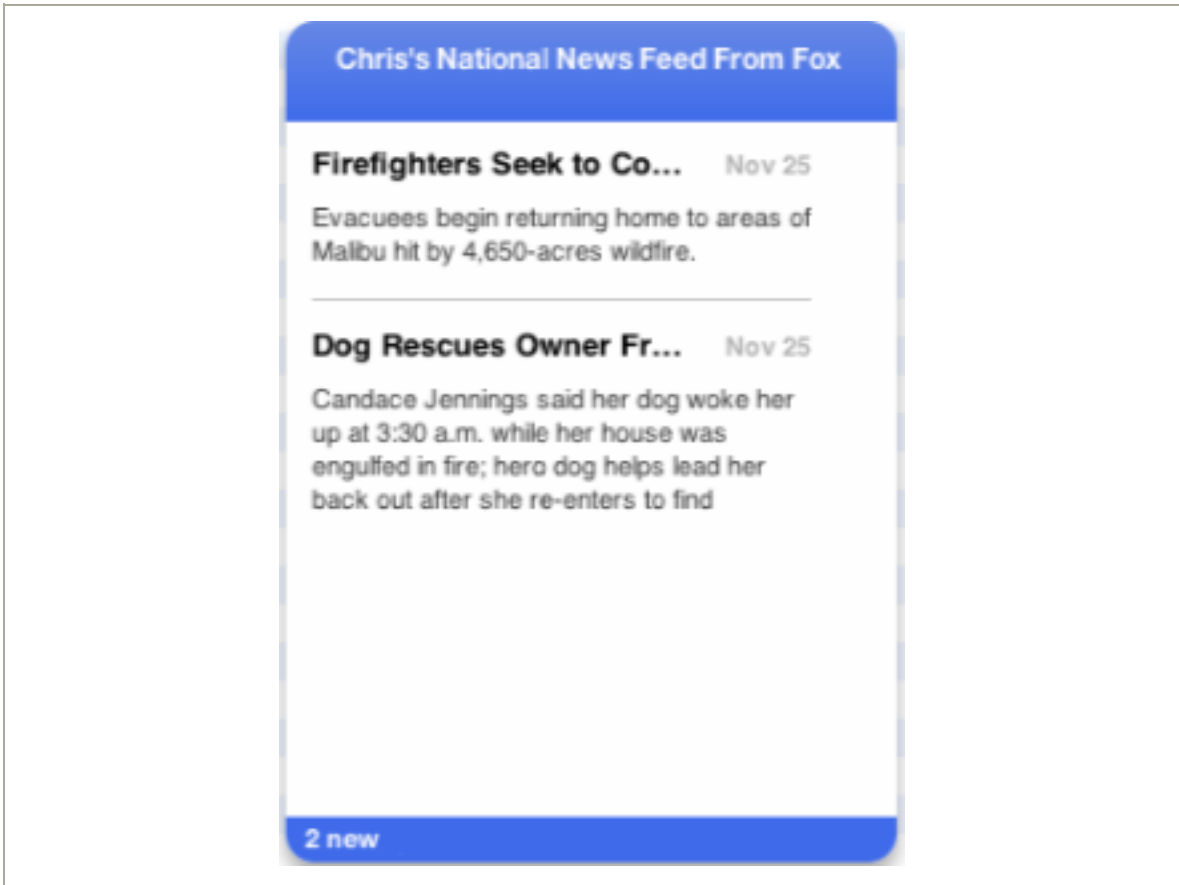 Chris's National News Feed From Fox
Firefighters Seek to Co... Nov 25
Evacuees begin returning home to areas of
Malibu hit by 4,650-acres wildfire.
Dog Rescues Owner Fr... Nov 25
Candace Jennings said her dog woke her
up at 3:30 a.m. while her house was
engulfed in fire; hero dog helps lead her
back out after she re-enters to find
2 new